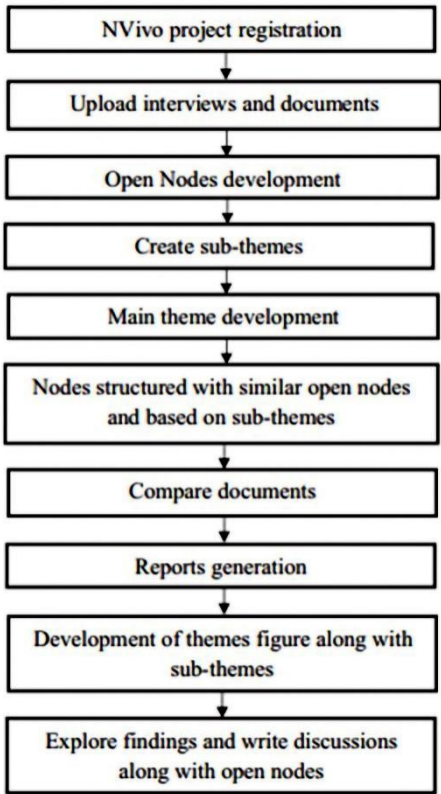 NVivo project registration
Upload interviews and documents
Open Nodes development
Create sub-themes
Main theme development
Nodes structured with similar open nodes
and based on sub-themes
Compare documents
Reports generation
Development of themes figure along with
sub-themes
Explore findings and write discussions
along with open nodes